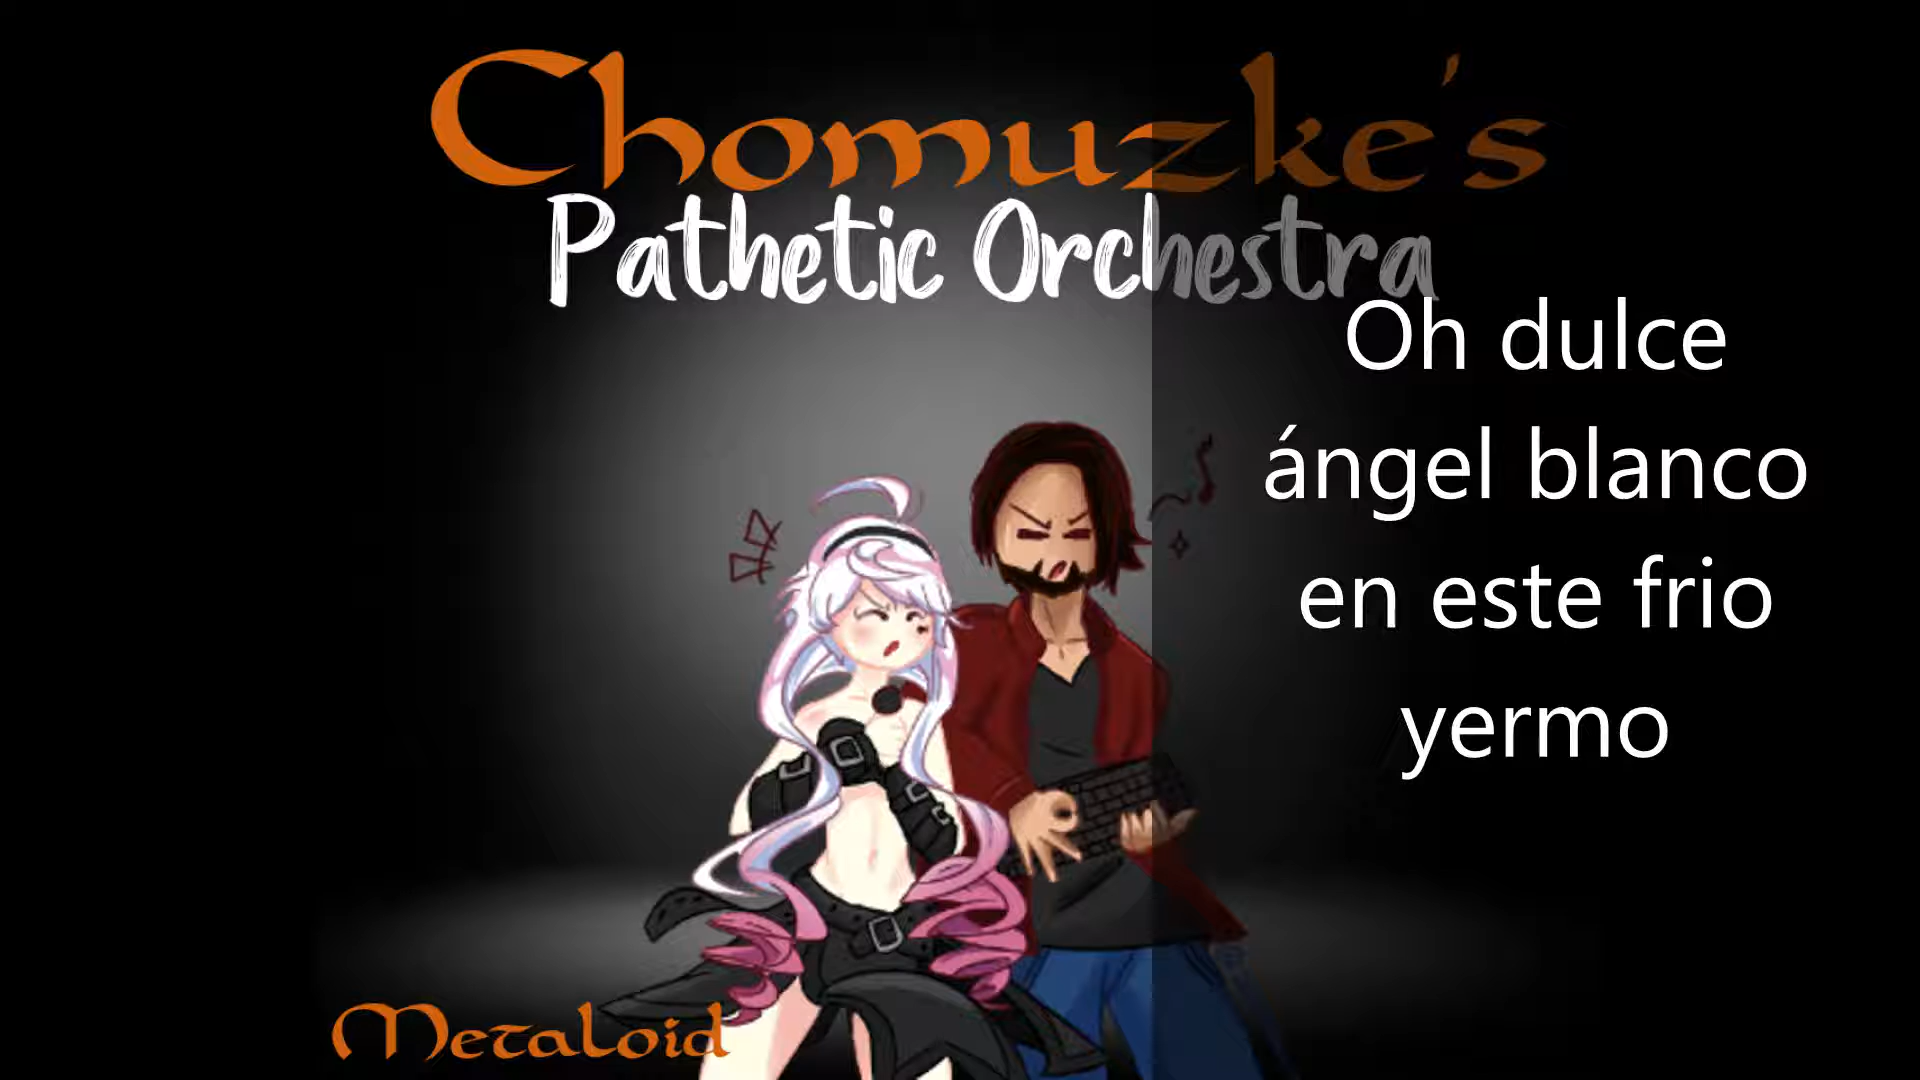 Chomuzke's
Pathetic Orchestra
Oh dulce
ángel blanco
en este frio
yermo
Metaloid